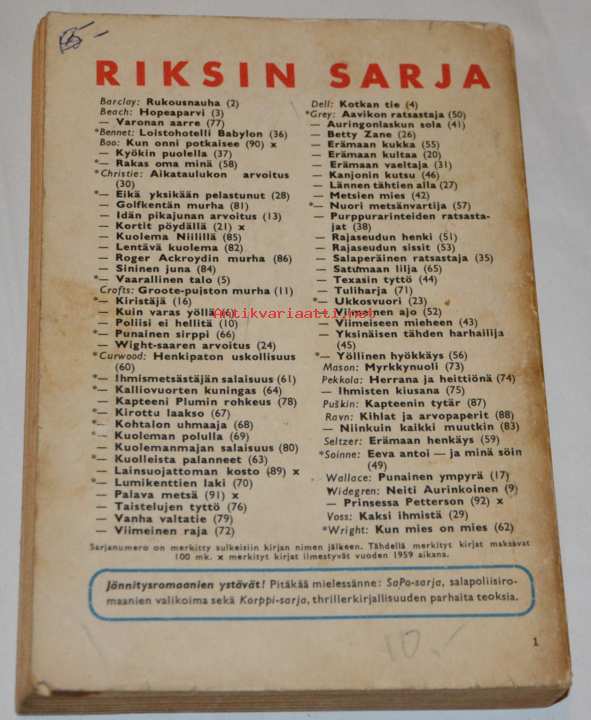 5-
RIKSIN SARJA
Barclay: Rukousnauha (2)
Beach: Hopeaparvi (3)
— Varonan aarre (77)
*Bennet: Loistohotelli Babylon (36)
Boo: Kun onni potkaisee (90) x
— Kyökin puolella (37)
*— Rakas oma minä (58)
*Christie: Aikataulukon arvoitus
(30)
*— Eikä yksikään pelastunut (28)
— Golfkentän murha (81)
— Idän pikajunan arvoitus (13)
— Kortit pöydällä (21) x
— Kuolema Niilillä (85)
— Lentävä kuolema (82)
— Roger Ackroydin murha (86)
— Sininen juna (84)
*— Vaarallinen talo (5)
Crofts: Groote-puiston murha (11)
*— Kiristäjä (16)
— Kuin varas yöllä (6)
— Poliisi ei hellitä (10)
*— Punainen sirppi (66)
— Wight-saaren arvoitus (24)
*Curwood: Henkipaton uskollisuus
(60)
*— Ihmismetsästäjän salaisuus (61)
*— Kalliovuorten kuningas (64)
— Kapteeni Plumin rohkeus (78)
*— Kirottu laakso (67)
*— Kohtalon uhmaaja (68)
*— Kuoleman polulla (69)
— Kuolemanmajan salaisuus (80)
*— Kuolleista palanneet (63)
— Lainsuojattoman kosto (89) x
*— Lumikenttien laki (70)
— Palava metsä (91) x
— Taistelujen tyttö (76)
— Vanha valtatie (79)
— Viimeinen raja (72)
Dell: Kotkan tie (4)
*Grey: Aavikon ratsastaja (50)
— Auringonlaskun sola (41)
— Betty Zane (26)
— Erämaan kukka (55)
— Erämaan kultaa (20)
— Erämaan vaeltaja (31)
— Kanjonin kutsu (46)
— Lännen tähtien alla (27)
— Metsien mies (42)
*— Nuori metsänvartija (57)
— Purppurarinteiden ratsasta-
jat (38)
— Rajaseudun henki (51)
— Rajaseudun sissit (53)
— Salaperäinen ratsastaja (35)
— Satumaan lilja (65)
— Texasin tyttö (44)
— Tuliharja (71)
*— Ukkosvuori (23)
— Viimeinen ajo (52)
— Viimeiseen mieheen (43)
— Yksinäisen tähden harhailija
(45)
*— Yöllinen hyökkäys (56)
Mason: Myrkkynuoli (73)
Pekkola: Herrana ja heittiönä (74)
— Ihmisten kiusana (75)
Puškin: Kapteenin tytär (87)
Ravn: Kihlat ja arvopaperit (88)
— Niinkuin kaikki muutkin (83)
Seltzer: Erämaan henkäys (59)
*Soinne: Eeva antoi — ja minä söin
(49)
Wallace: Punainen ympyrä (17)
Widegren: Neiti Aurinkoinen (9)
— Prinsessa Petterson (92) x
Voss: Kaksi ihmistä (29)
*Wright: Kun mies on mies (62)
Antikvariaatti.net
Sarjanumero on merkitty sulkeisiin kirjan nimen jälkeen. Tähdellä merkityt kirjat maksavat
100 mk. x merkityt kirjat ilmestyvät vuoden 1959 aikana.
Jännitysromaanien ystävät! Pitäkää mielessänne: SaPo-sarja, salapoliisiro-
maanien valikoima sekä Korppi-sarja, thrillerkirjallisuuden parhaita teoksia.
10.-
1